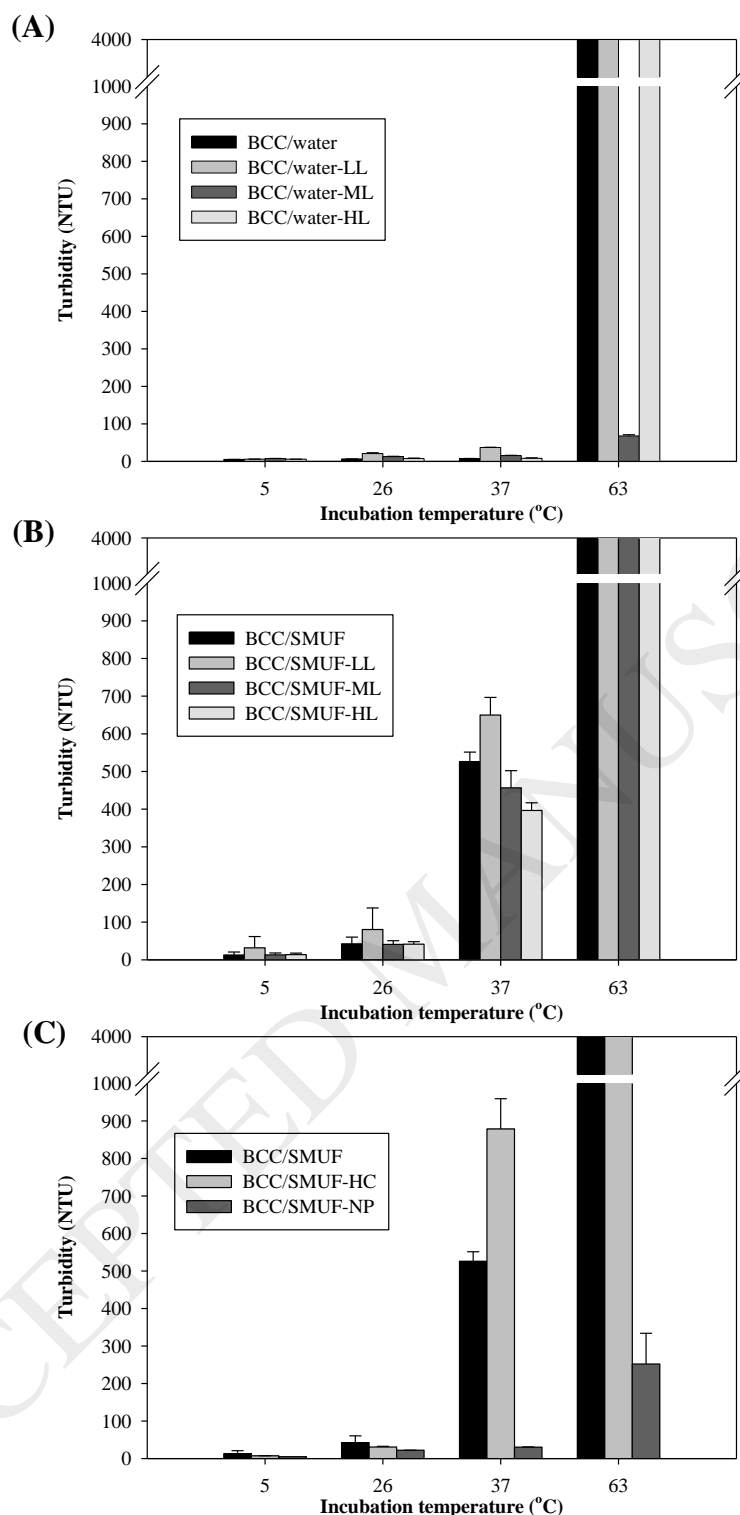 (A)
4000
1000
900
800
700
600
500
400
300
200
100
0
Turbidity (NTU)
BCC/water
BCC/water-LL
BCC/water-ML
BCC/water-HL
5 26 37 63
Incubation temperature (°C)
(B)
4000
1000
900
800
700
600
500
400
300
200
100
0
Turbidity (NTU)
BCC/SMUF
BCC/SMUF-LL
BCC/SMUF-ML
BCC/SMUF-HL
5 26 37 63
Incubation temperature (°C)
(C)
4000
1000
900
800
700
600
500
400
300
200
100
0
Turbidity (NTU)
BCC/SMUF
BCC/SMUF-HC
BCC/SMUF-NP
5 26 37 63
Incubation temperature (°C)
CEPTED MANUS